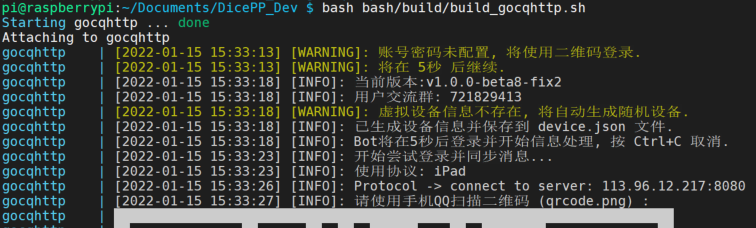 pi@raspberrypi:~/Documents/DicePP_Dev $ bash bash/build/build_gocqhttp.sh
Starting gocqhttp ... done
Attaching to gocqhttp
gocqhttp | [2022-01-15 15:33:13] [WARNING]: 账号密码未配置, 将使用二维码登录.
gocqhttp | [2022-01-15 15:33:13] [WARNING]: 将在 5秒 后继续.
gocqhttp | [2022-01-15 15:33:18] [INFO]: 当前版本:v1.0.0-beta8-fix2
gocqhttp | [2022-01-15 15:33:18] [INFO]: 用户交流群: 721829413
gocqhttp | [2022-01-15 15:33:18] [WARNING]: 虚拟设备信息不存在, 将自动生成随机设备.
gocqhttp | [2022-01-15 15:33:18] [INFO]: 已生成设备信息并保存到 device.json 文件.
gocqhttp | [2022-01-15 15:33:18] [INFO]: Bot将在5秒后登录并开始信息处理, 按 Ctrl+C 取消.
gocqhttp | [2022-01-15 15:33:23] [INFO]: 开始尝试登录并同步消息...
gocqhttp | [2022-01-15 15:33:23] [INFO]: 使用协议: iPad
gocqhttp | [2022-01-15 15:33:26] [INFO]: Protocol -> connect to server: 113.96.12.217:8080
gocqhttp | [2022-01-15 15:33:27] [INFO]: 请使用手机QQ扫描二维码 (qrcode.png) :
gocqhttp |